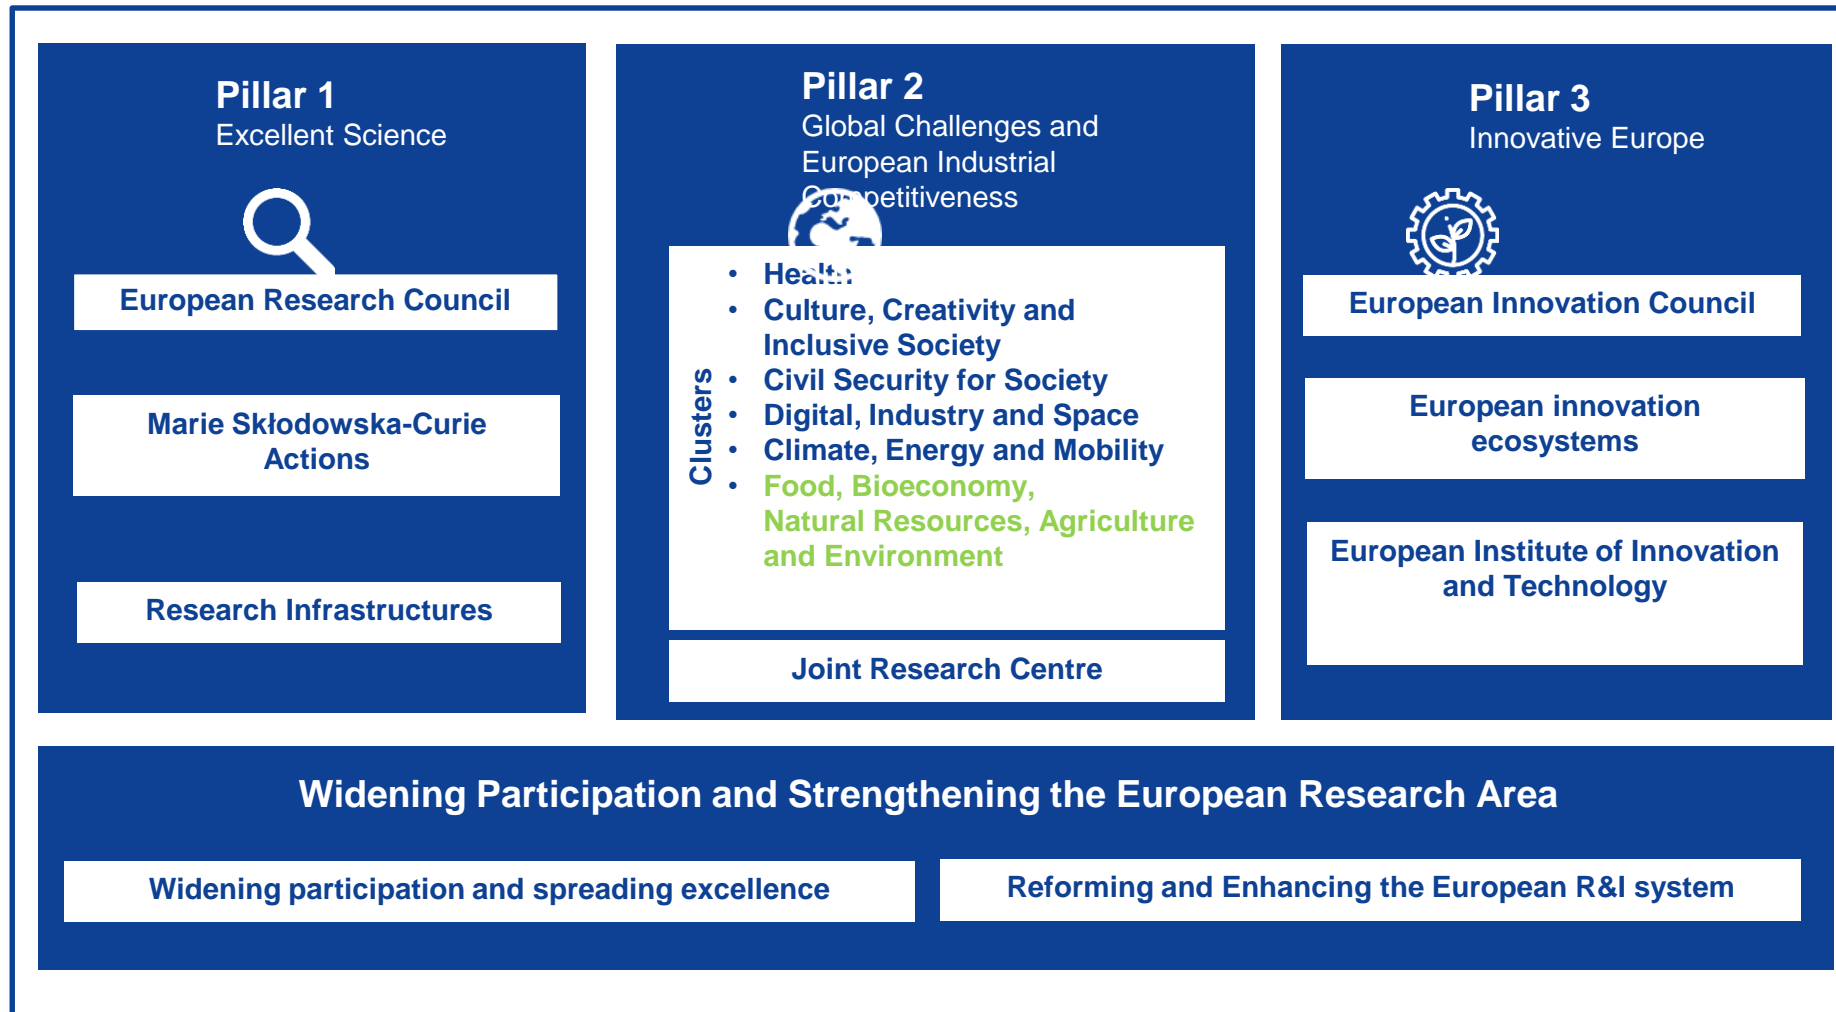 Pillar 1
Excellent Science
European Research Council
Marie Skłodowska-Curie
Actions
Research Infrastructures
Pillar 2
Global Challenges and
European Industrial
Competitiveness
Clusters
• Health
• Culture, Creativity and
Inclusive Society
• Civil Security for Society
• Digital, Industry and Space
• Climate, Energy and Mobility
• Food, Bioeconomy,
Natural Resources, Agriculture
and Environment
Joint Research Centre
Pillar 3
Innovative Europe
European Innovation Council
European innovation
ecosystems
European Institute of Innovation
and Technology
Widening Participation and Strengthening the European Research Area
Widening participation and spreading excellence
Reforming and Enhancing the European R&I system